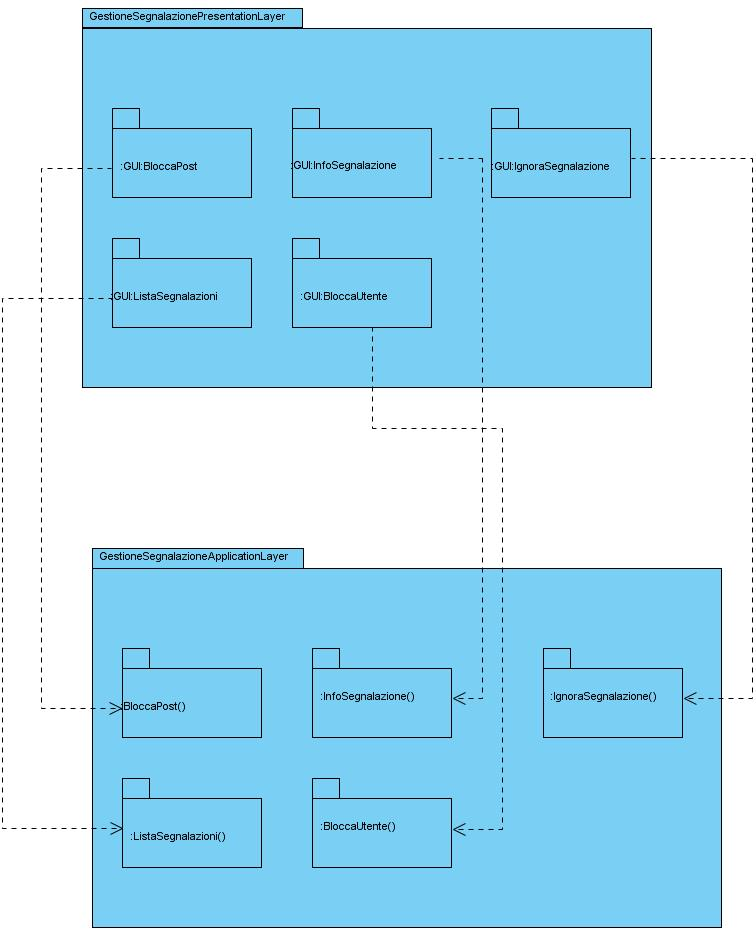 GestioneSegnalazionePresentationLayer
:GUI:BloccaPost
:GUI:InfoSegnalazione
:GUI:IgnoraSegnalazione
:GUI:ListaSegnalazioni
:GUI:BloccaUtente
GestioneSegnalazioneApplicationLayer
:BloccaPost()
:InfoSegnalazione()
:IgnoraSegnalazione()
:ListaSegnalazioni()
:BloccaUtente()